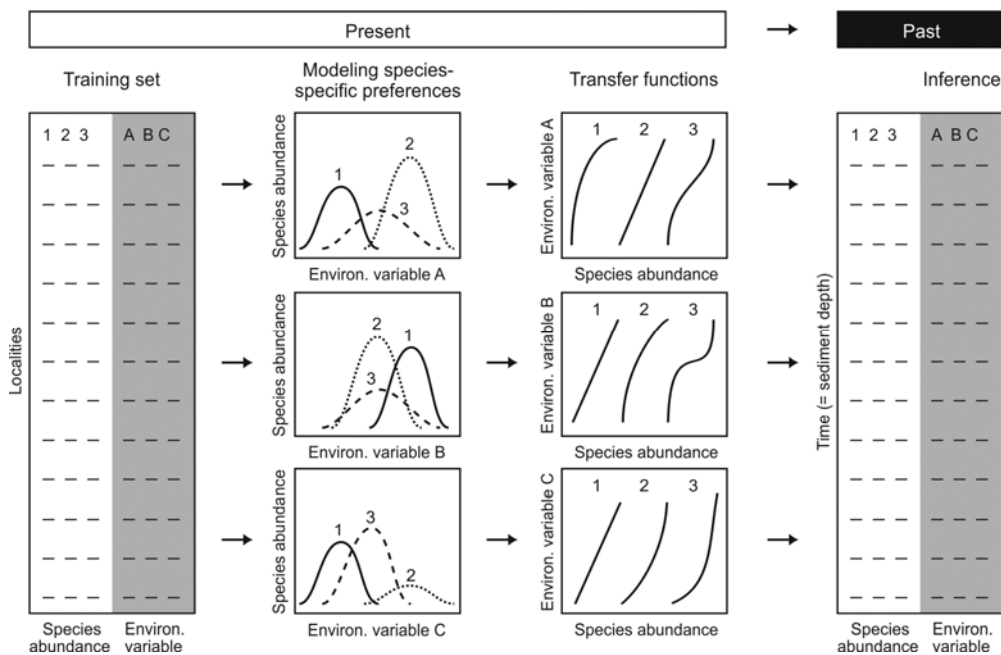 Present
Past
Training set
Modeling species-
specific preferences
Transfer functions
Inference
1 2 3
A B C
Localities
Species
abundance
Environ.
variable
Species abundance
1
2
3
Environ. variable A
Species abundance
2
1
3
Environ. variable B
Species abundance
1
3
2
Environ. variable C
Environ. variable A
1 2 3
Species abundance
Environ. variable B
1 2 3
Species abundance
Environ. variable C
1 2 3
Species abundance
Time (= sediment depth)
1 2 3
A B C
Species
abundance
Environ.
variable